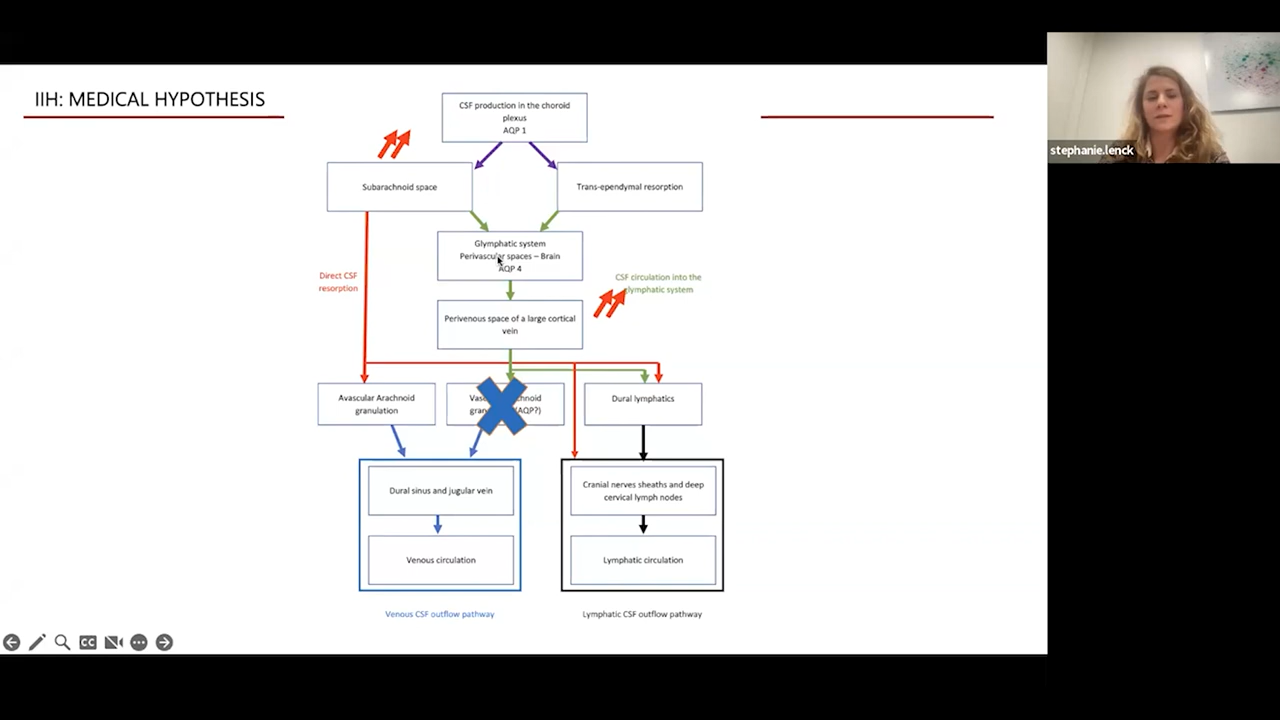 IIH: MEDICAL HYPOTHESIS
stephanie.lenck
CSF production in the choroid
plexus
AQP 1
Subarachnoid space
Trans-ependymal resorption
Glymphatic system
Perivascular spaces – Brain
AQP 4
Direct CSF
resorption
CSF circulation into the
glymphatic system
Perivenous space of a large cortical
vein
Avascular Arachnoid
granulation
(AQP?)
Dural lymphatics
Dural sinus and jugular vein
Venous circulation
Cranial nerves sheaths and deep
cervical lymph nodes
Lymphatic circulation
Venous CSF outflow pathway
Lymphatic CSF outflow pathway
CC